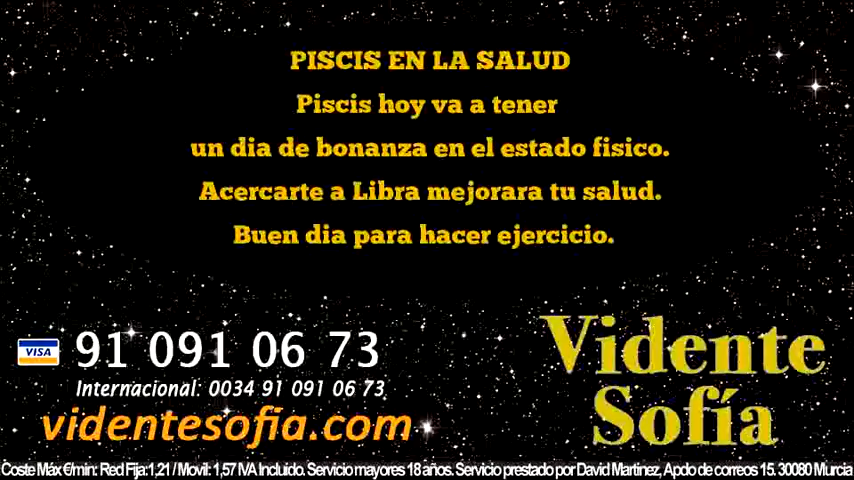 PISCIS EN LA SALUD
Piscis hoy va a tener
un dia de bonanza en el estado fisico.
Acercarte a Libra mejorara tu salud.
Buen dia para hacer ejercicio.
VISA 91 091 06 73
Internacional: 0034 91 091 06 73
videntesofia.com
Vidente
Sofía
Coste Máx €/min: Red Fija:1,21 / Movil: 1,57 IVA Incluido. Servicio mayores 18 años. Servicio prestado por David Martinez, Apdo de correos 15. 30080 Murcia